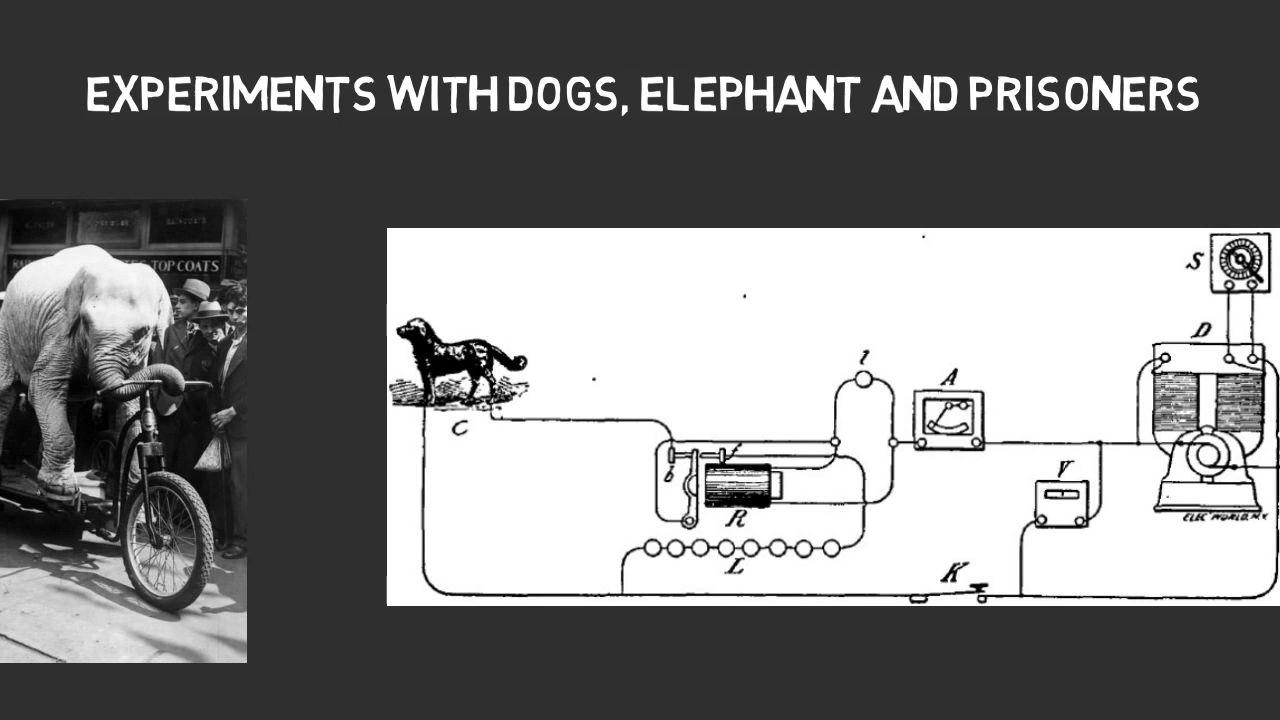 EXPERIMENTS WITH DOGS, ELEPHANT AND PRISONERS
TOP COATS
S
D
l
A
C
b
f
R
V
L
K
ELEC WORLD, N.Y.